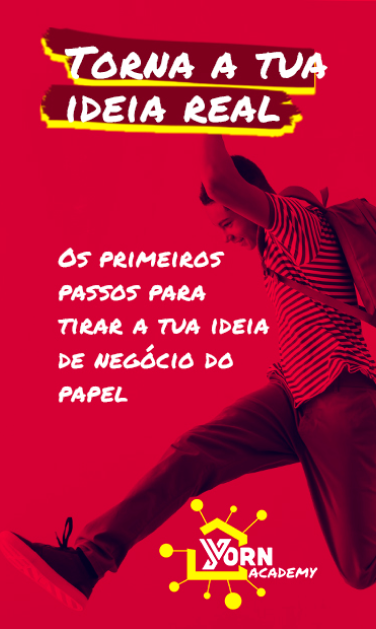 Torna a tua
ideia real
Os primeiros
passos para
tirar a tua ideia
de negócio do
papel
Yorn
Academy